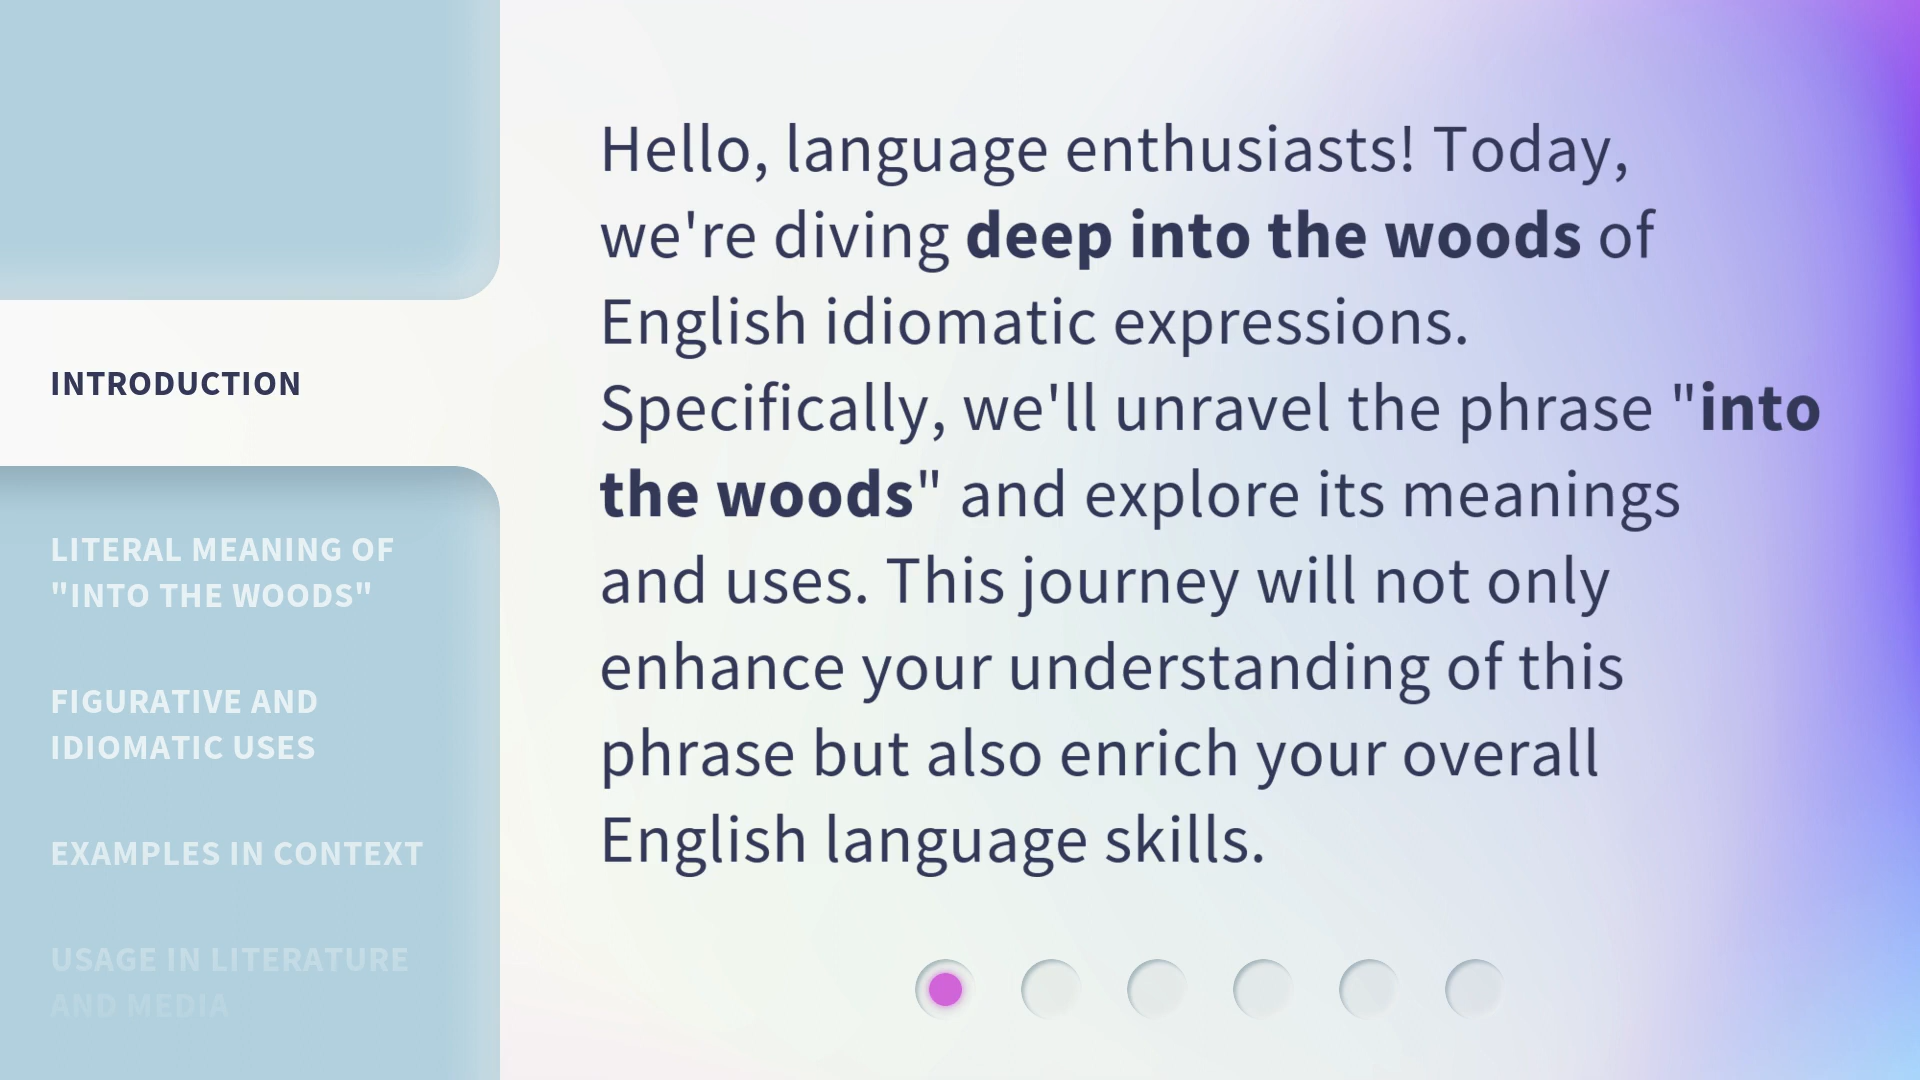 INTRODUCTION
LITERAL MEANING OF
"INTO THE WOODS"
FIGURATIVE AND
IDIOMATIC USES
EXAMPLES IN CONTEXT
USAGE IN LITERATURE
AND MEDIA
Hello, language enthusiasts! Today,
we're diving deep into the woods of
English idiomatic expressions.
Specifically, we'll unravel the phrase "into
the woods" and explore its meanings
and uses. This journey will not only
enhance your understanding of this
phrase but also enrich your overall
English language skills.